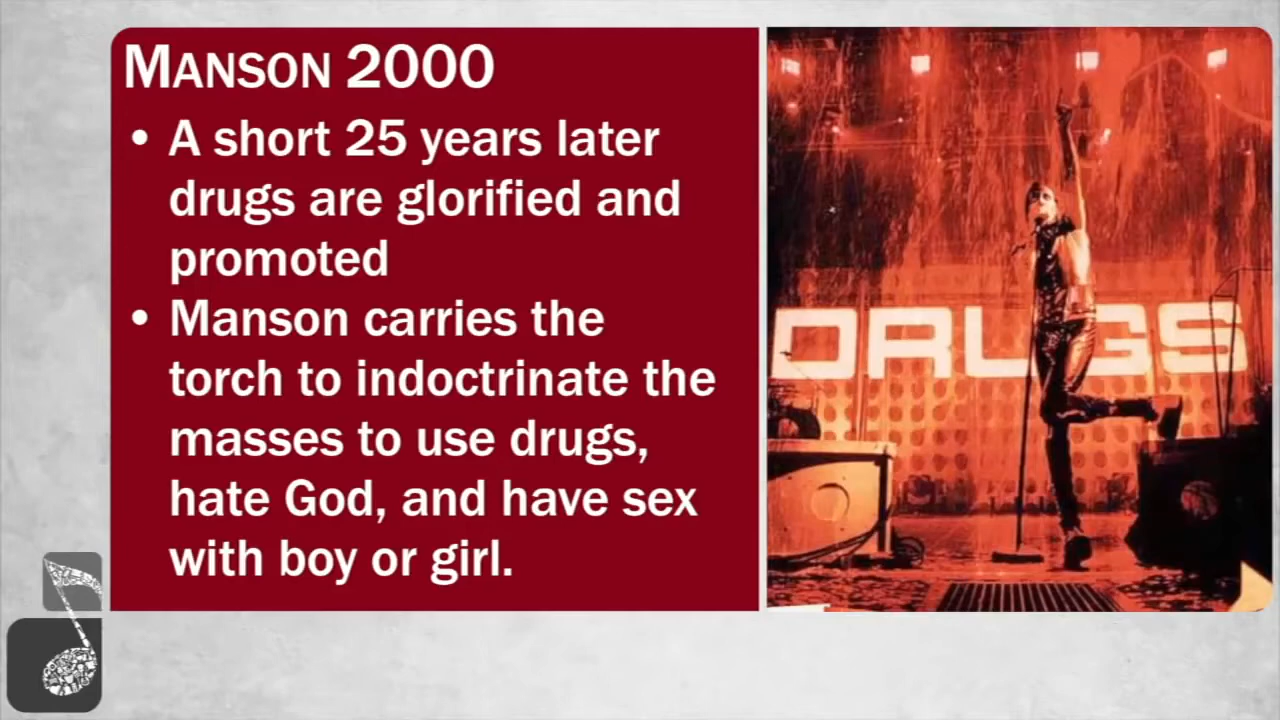 MANSON 2000
• A short 25 years later
drugs are glorified and
promoted
• Manson carries the
torch to indoctrinate the
masses to use drugs,
hate God, and have sex
with boy or girl.
DRUGS